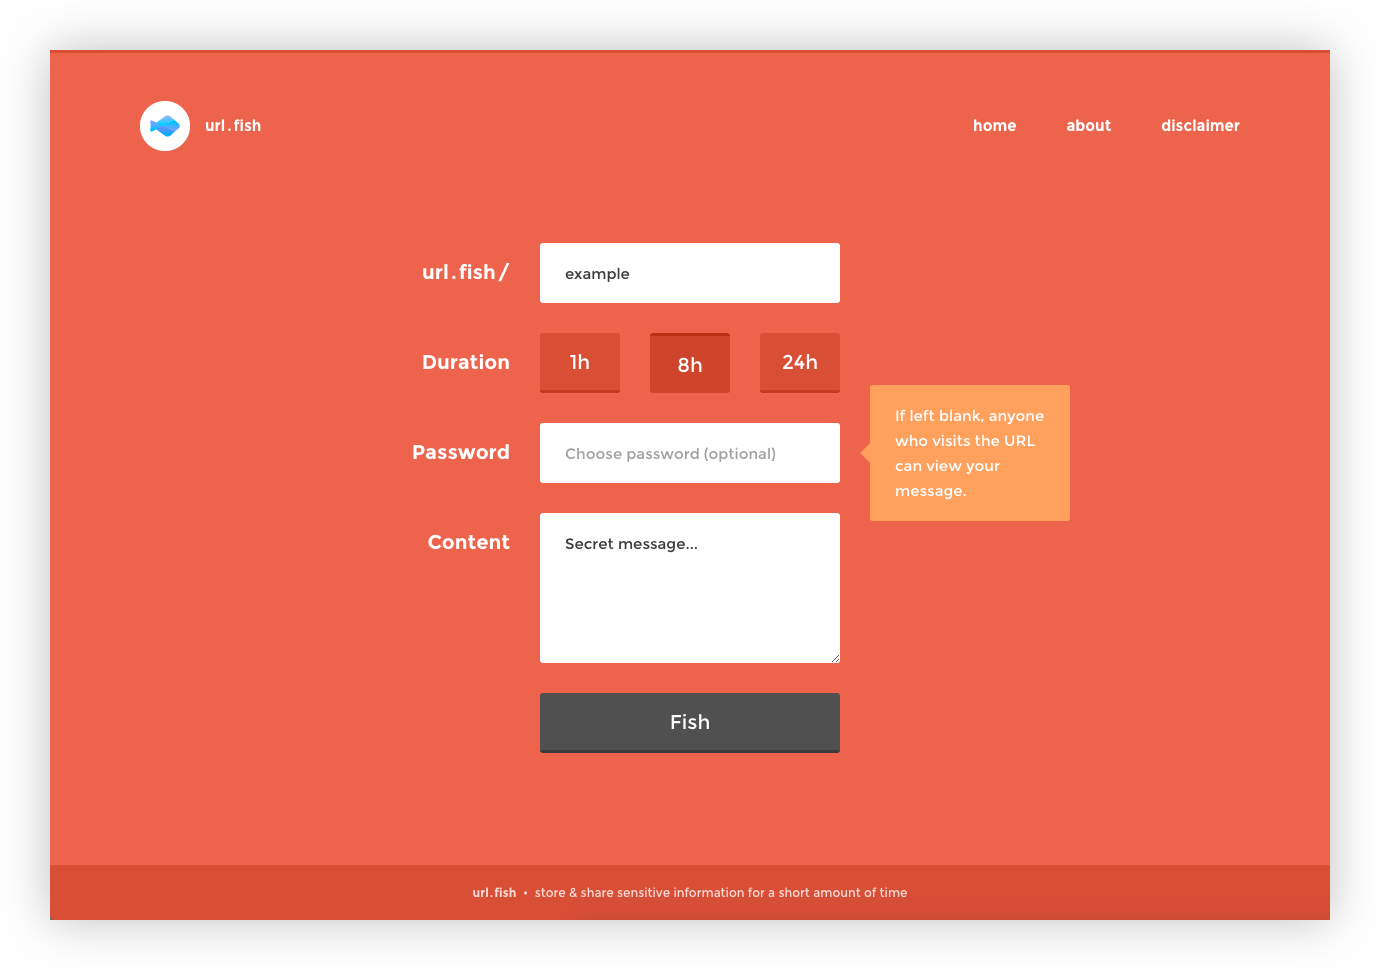 url.fish
home about disclaimer
url.fish/ example
Duration 1h 8h 24h
Password Choose password (optional)
If left blank, anyone
who visits the URL
can view your
message.
Content Secret message...
Fish
url.fish • store & share sensitive information for a short amount of time